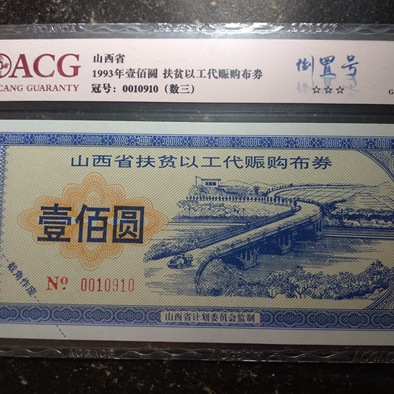 ACG
CANG GUARANTY
山西省
1993年壹佰圆 扶贫以工代赈购布券
冠号：0010910（数三）
倒置号
☆☆☆
G
山西省扶贫以工代赈购布券
壹佰圆
Nº 0010910
裁角作废
山西省计划委员会监制